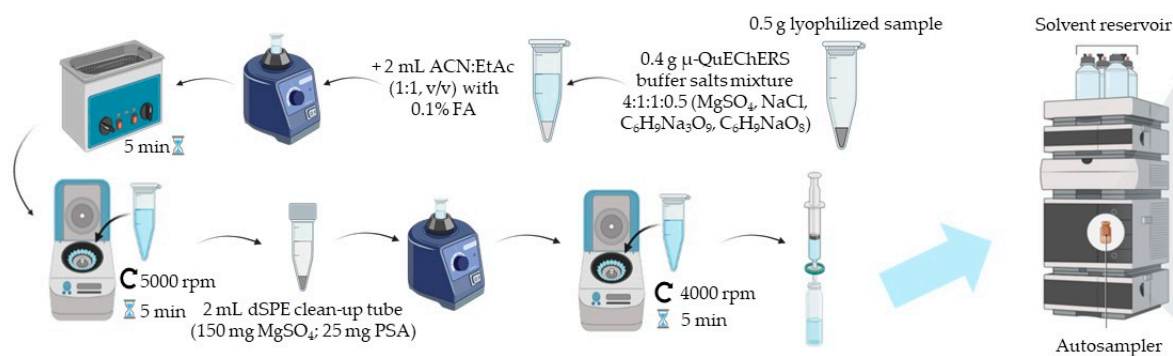 0.5 g lyophilized sample
0.4 g μ-QuEChERS
buffer salts mixture
4:1:1:0.5 (MgSO₄, NaCl,
C₆H₉Na₃O₉, C₆H₉NaO₈)
+ 2 mL ACN:EtAc
(1:1, v/v) with
0.1% FA
5 min
5000 rpm
5 min
2 mL dSPE clean-up tube
(150 mg MgSO₄; 25 mg PSA)
4000 rpm
5 min
Solvent reservoir
Autosampler